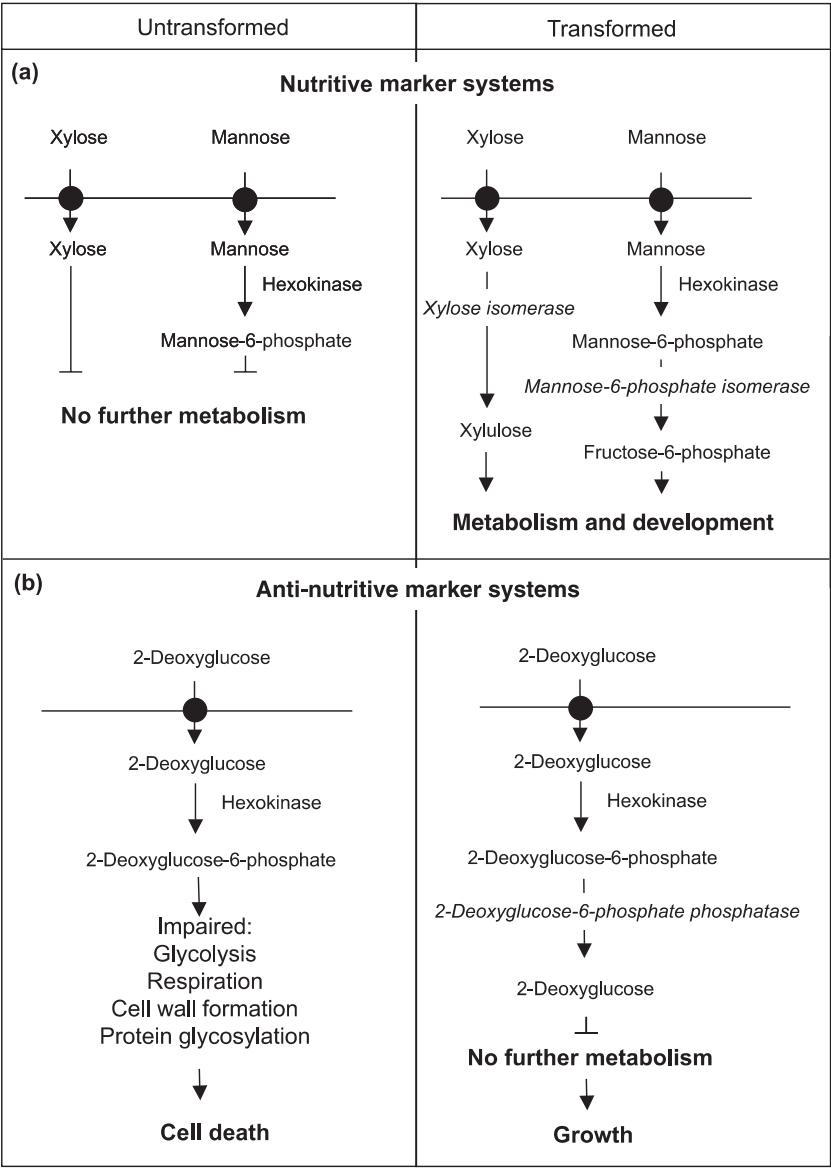 Untransformed
Transformed
(a)
Nutritive marker systems
Xylose
Mannose
Xylose
Mannose
Hexokinase
Mannose-6-phosphate
No further metabolism
Xylose
Mannose
Xylose
Mannose
Hexokinase
Xylose isomerase
Mannose-6-phosphate
Mannose-6-phosphate isomerase
Xylulose
Fructose-6-phosphate
Metabolism and development
(b)
Anti-nutritive marker systems
2-Deoxyglucose
2-Deoxyglucose
Hexokinase
2-Deoxyglucose-6-phosphate
Impaired:
Glycolysis
Respiration
Cell wall formation
Protein glycosylation
Cell death
2-Deoxyglucose
2-Deoxyglucose
Hexokinase
2-Deoxyglucose-6-phosphate
2-Deoxyglucose-6-phosphate phosphatase
2-Deoxyglucose
No further metabolism
Growth